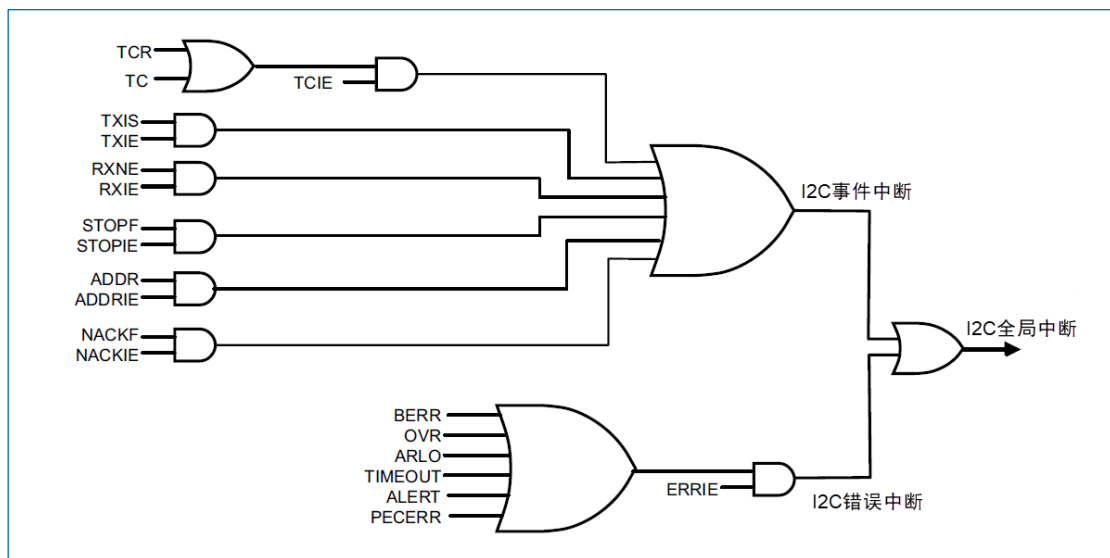 TCR
TC
TCIE
TXIS
TXIE
RXNE
RXIE
STOPF
STOPIE
ADDR
ADDRIE
NACKF
NACKIE
I2C事件中断
I2C全局中断
BERR
OVR
ARLO
TIMEOUT
ALERT
PECERR
ERRIE
I2C错误中断